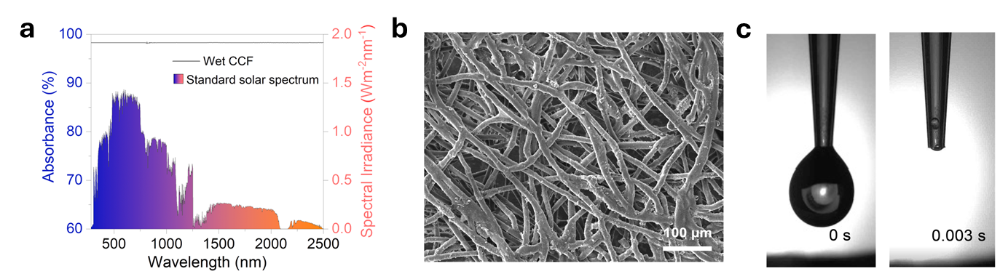 a
100
90
80
70
60
Absorbance (%)
Wet CCF
Standard solar spectrum
2.0
1.5
1.0
0.5
0.0
Spectral Irradiance (Wm-2nm-1)
500 1000 1500 2000 2500
Wavelength (nm)
b
100 μm
c
0 s
0.003 s